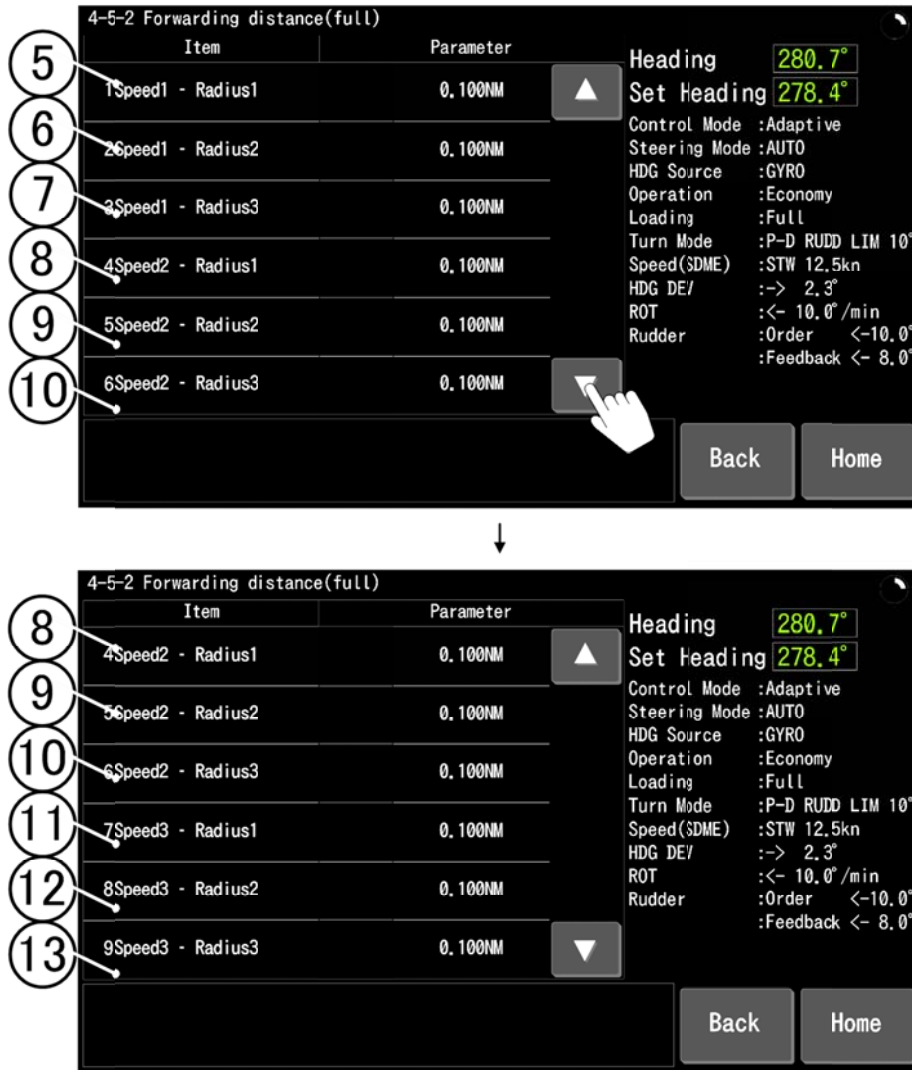 4-5-2 Forwarding distance(full)
Item Parameter
5 1Speed1 - Radius1 0.100NM
6 2Speed1 - Radius2 0.100NM
7 3Speed1 - Radius3 0.100NM
8 4Speed2 - Radius1 0.100NM
9 5Speed2 - Radius2 0.100NM
10 6Speed2 - Radius3 0.100NM
▲
▼
Heading 280.7°
Set Heading 278.4°
Control Mode :Adaptive
Steering Mode :AUTO
HDG Source :GYRO
Operation :Economy
Loading :Full
Turn Mode :P-D RUDD LIM 10°
Speed(SDME) :STW 12.5kn
HDG DEV :-> 2.3°
ROT :<- 10.0°/min
Rudder :Order <-10.0°
:Feedback <- 8.0°
Back Home
↓
4-5-2 Forwarding distance(full)
Item Parameter
8 4Speed2 - Radius1 0.100NM
9 5Speed2 - Radius2 0.100NM
10 6Speed2 - Radius3 0.100NM
11 7Speed3 - Radius1 0.100NM
12 8Speed3 - Radius2 0.100NM
13 9Speed3 - Radius3 0.100NM
▲
▼
Heading 280.7°
Set Heading 278.4°
Control Mode :Adaptive
Steering Mode :AUTO
HDG Source :GYRO
Operation :Economy
Loading :Full
Turn Mode :P-D RUDD LIM 10°
Speed(SDME) :STW 12.5kn
HDG DEV :-> 2.3°
ROT :<- 10.0°/min
Rudder :Order <-10.0°
:Feedback <- 8.0°
Back Home